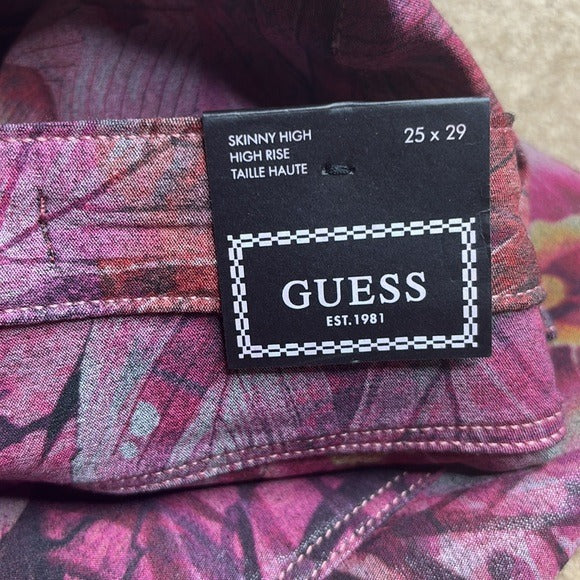 SKINNY HIGH 25 x 29
HIGH RISE
TAILLE HAUTE
GUESS
EST. 1981